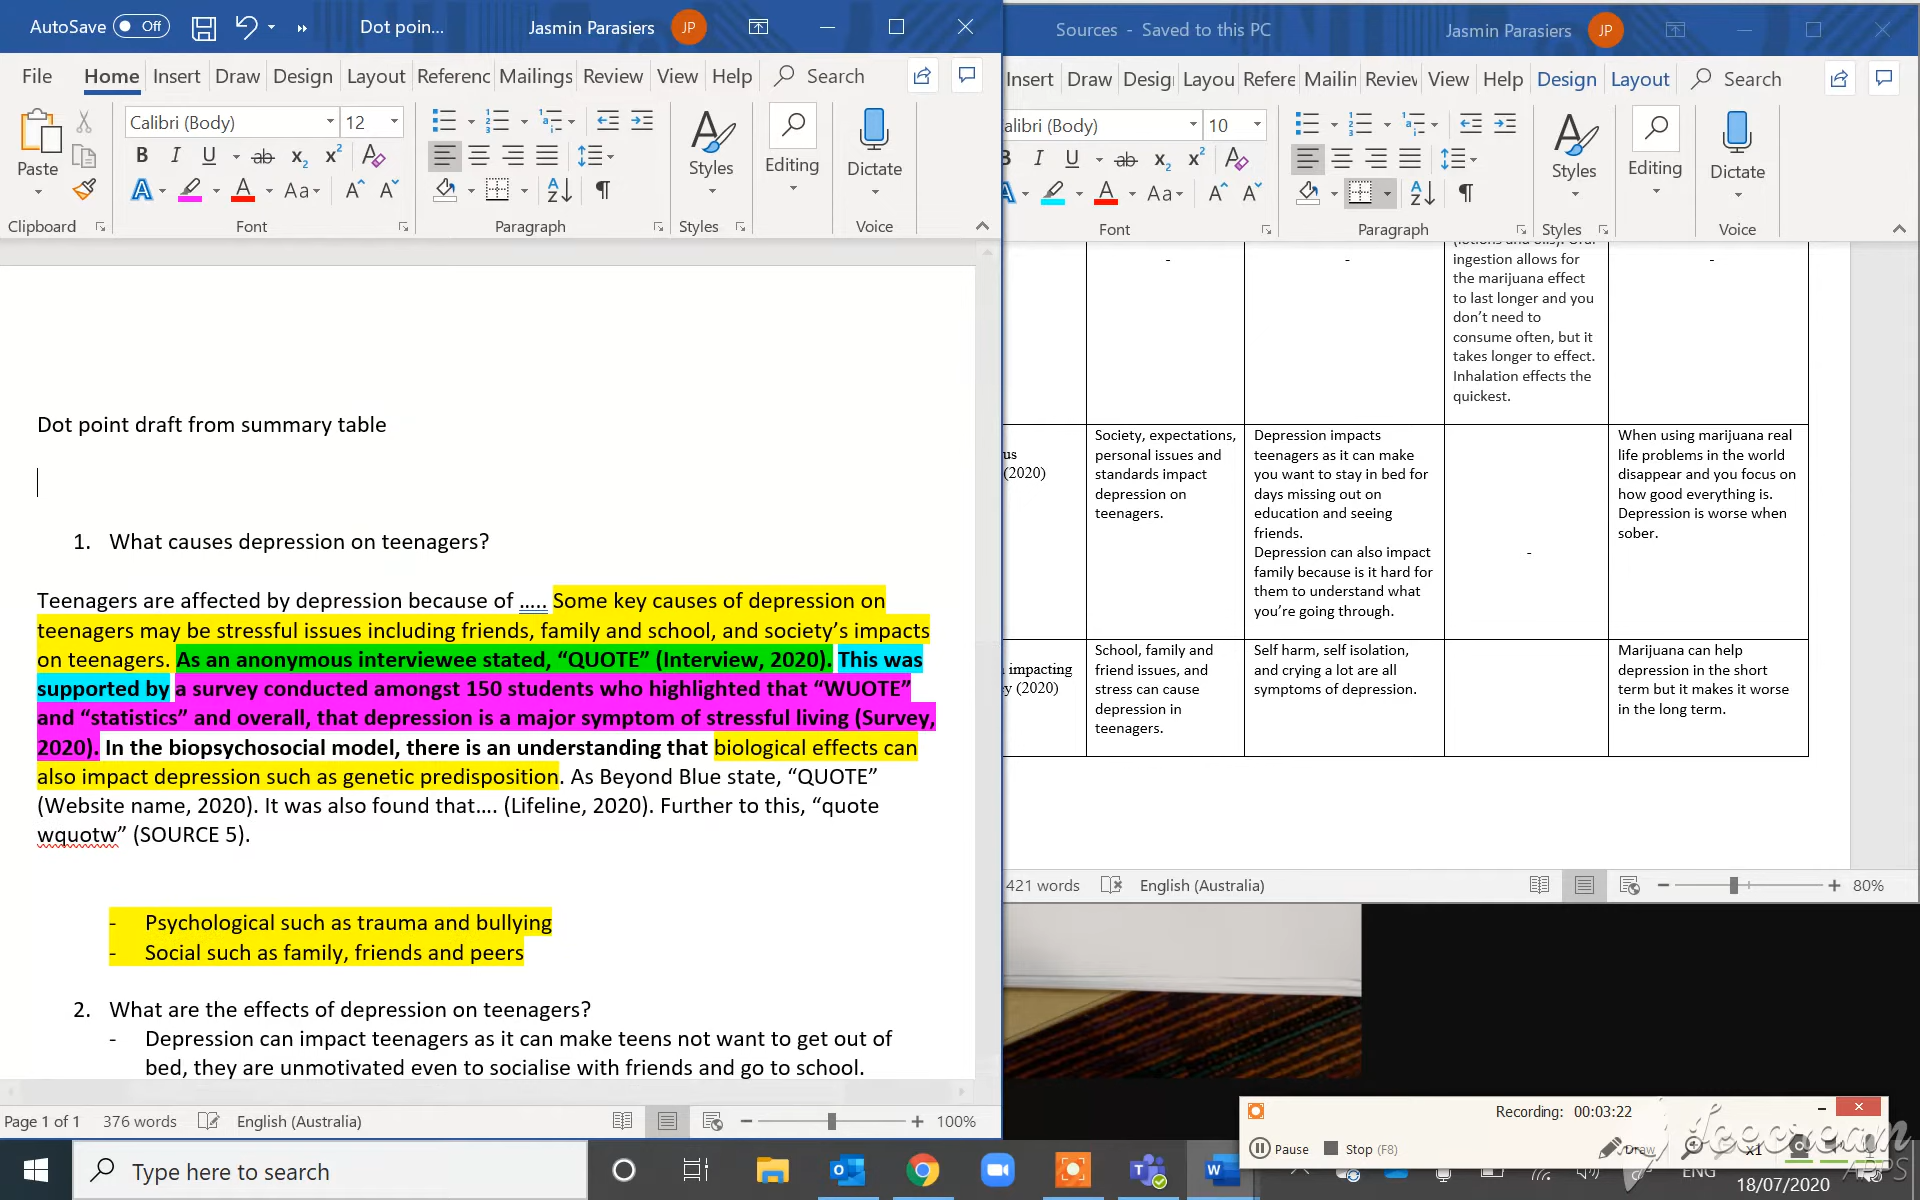 AutoSave Off Dot poin... Jasmin Parasiers JP
File Home Insert Draw Design Layout Referenc Mailings Review View Help Search
Calibri (Body) 12
Paste Styles Editing Dictate
Clipboard Font Paragraph Styles Voice
Dot point draft from summary table
1. What causes depression on teenagers?
Teenagers are affected by depression because of ..... Some key causes of depression on
teenagers may be stressful issues including friends, family and school, and society’s impacts
on teenagers. As an anonymous interviewee stated, “QUOTE” (Interview, 2020). This was
supported by a survey conducted amongst 150 students who highlighted that “WUOTE”
and “statistics” and overall, that depression is a major symptom of stressful living (Survey,
2020). In the biopsychosocial model, there is an understanding that biological effects can
also impact depression such as genetic predisposition. As Beyond Blue state, “QUOTE”
(Website name, 2020). It was also found that…. (Lifeline, 2020). Further to this, “quote
wquotw” (SOURCE 5).
- Psychological such as trauma and bullying
- Social such as family, friends and peers
2. What are the effects of depression on teenagers?
- Depression can impact teenagers as it can make teens not want to get out of
bed, they are unmotivated even to socialise with friends and go to school.
Page 1 of 1 376 words English (Australia) 100%
Sources - Saved to this PC Jasmin Parasiers JP
Insert Draw Desig Layou Refere Mailin Review View Help Design Layout Search
alibri (Body) 10
Styles Editing Dictate
Font Paragraph Styles Voice
- -
ingestion allows for
the marijuana effect
to last longer and you
don’t need to
consume often, but it
takes longer to effect.
Inhalation effects the
quickest.
-
us
(2020)
Society, expectations,
personal issues and
standards impact
depression on
teenagers.
Depression impacts
teenagers as it can make
you want to stay in bed for
days missing out on
education and seeing
friends.
Depression can also impact
family because is it hard for
them to understand what
you’re going through.
-
When using marijuana real
life problems in the world
disappear and you focus on
how good everything is.
Depression is worse when
sober.
impacting
y (2020)
School, family and
friend issues, and
stress can cause
depression in
teenagers.
Self harm, self isolation,
and crying a lot are all
symptoms of depression.
Marijuana can help
depression in the short
term but it makes it worse
in the long term.
421 words English (Australia) 80%
Recording: 00:03:22
Pause Stop (F8) Draw x1
Icecream
APPS
Type here to search
ENG
18/07/2020